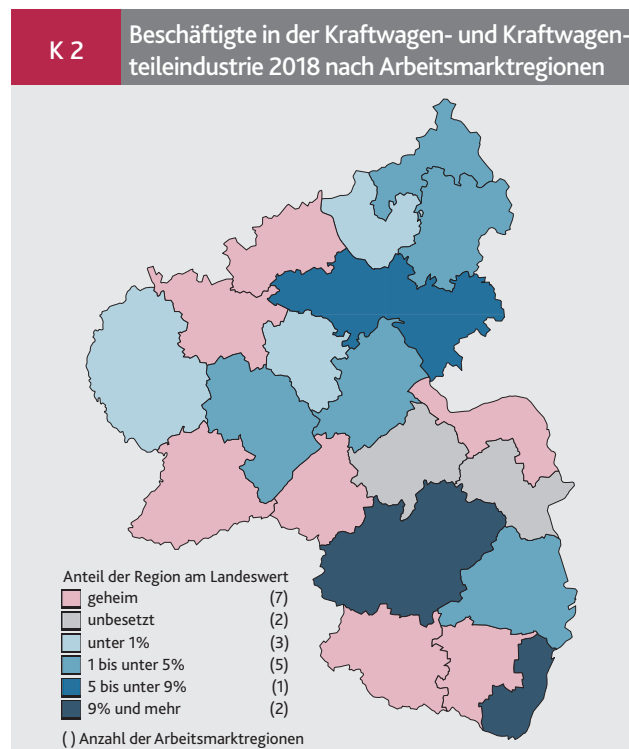 K 2
Beschäftigte in der Kraftwagen- und Kraftwagen-
teileindustrie 2018 nach Arbeitsmarktregionen
Anteil der Region am Landeswert
geheim (7)
unbesetzt (2)
unter 1% (3)
1 bis unter 5% (5)
5 bis unter 9% (1)
9% und mehr (2)
( ) Anzahl der Arbeitsmarktregionen